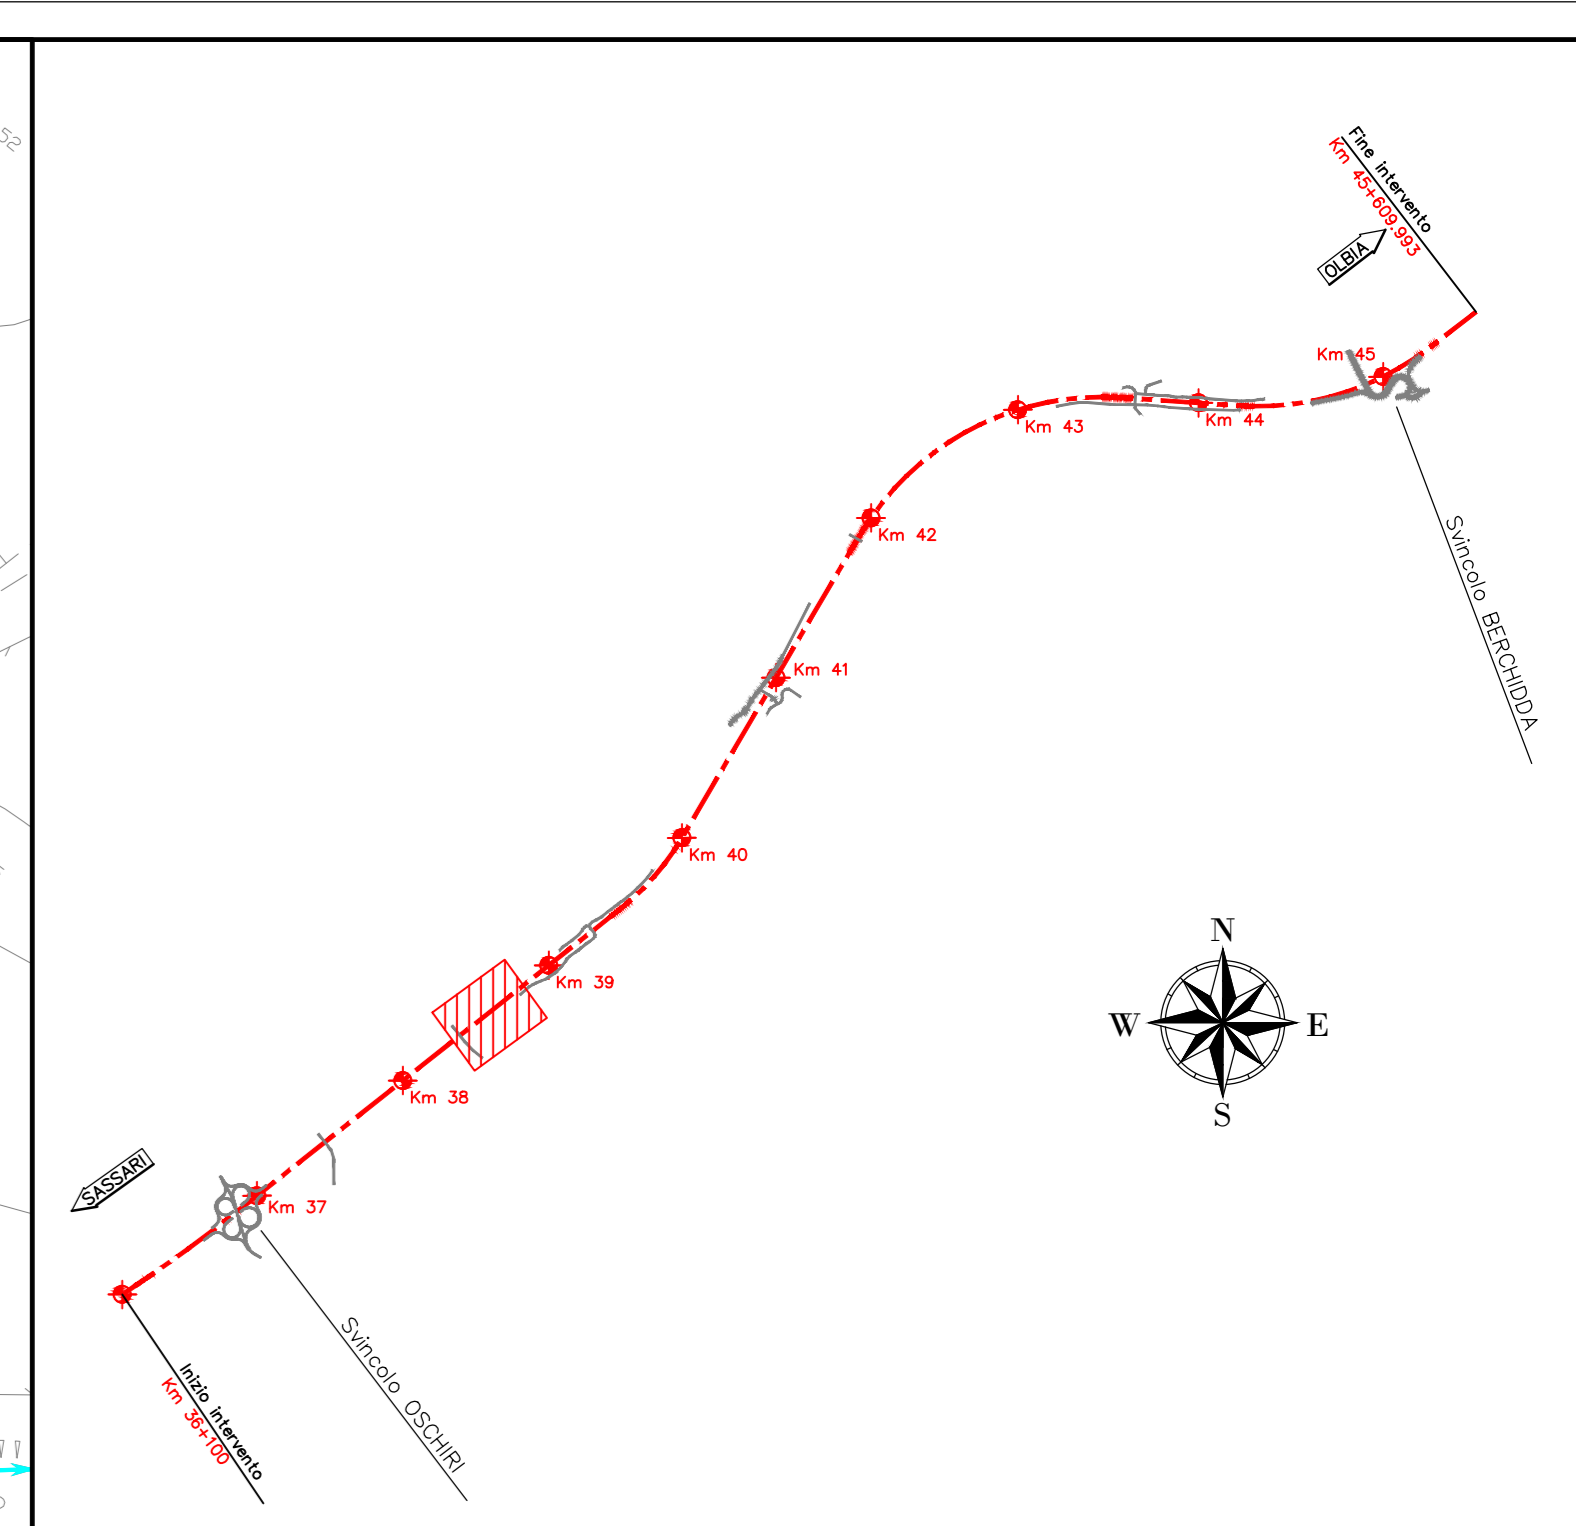 52
Fine intervento
Km 45+609.993
OLBIA
Km 45
Km 44
Km 43
Km 42
Svincolo BERCHIDDA
Km 41
Km 40
Km 39
N
W
E
S
Km 38
SASSARI
Km 37
Inizio intervento
Km 36+100
Svincolo OSCHIRI